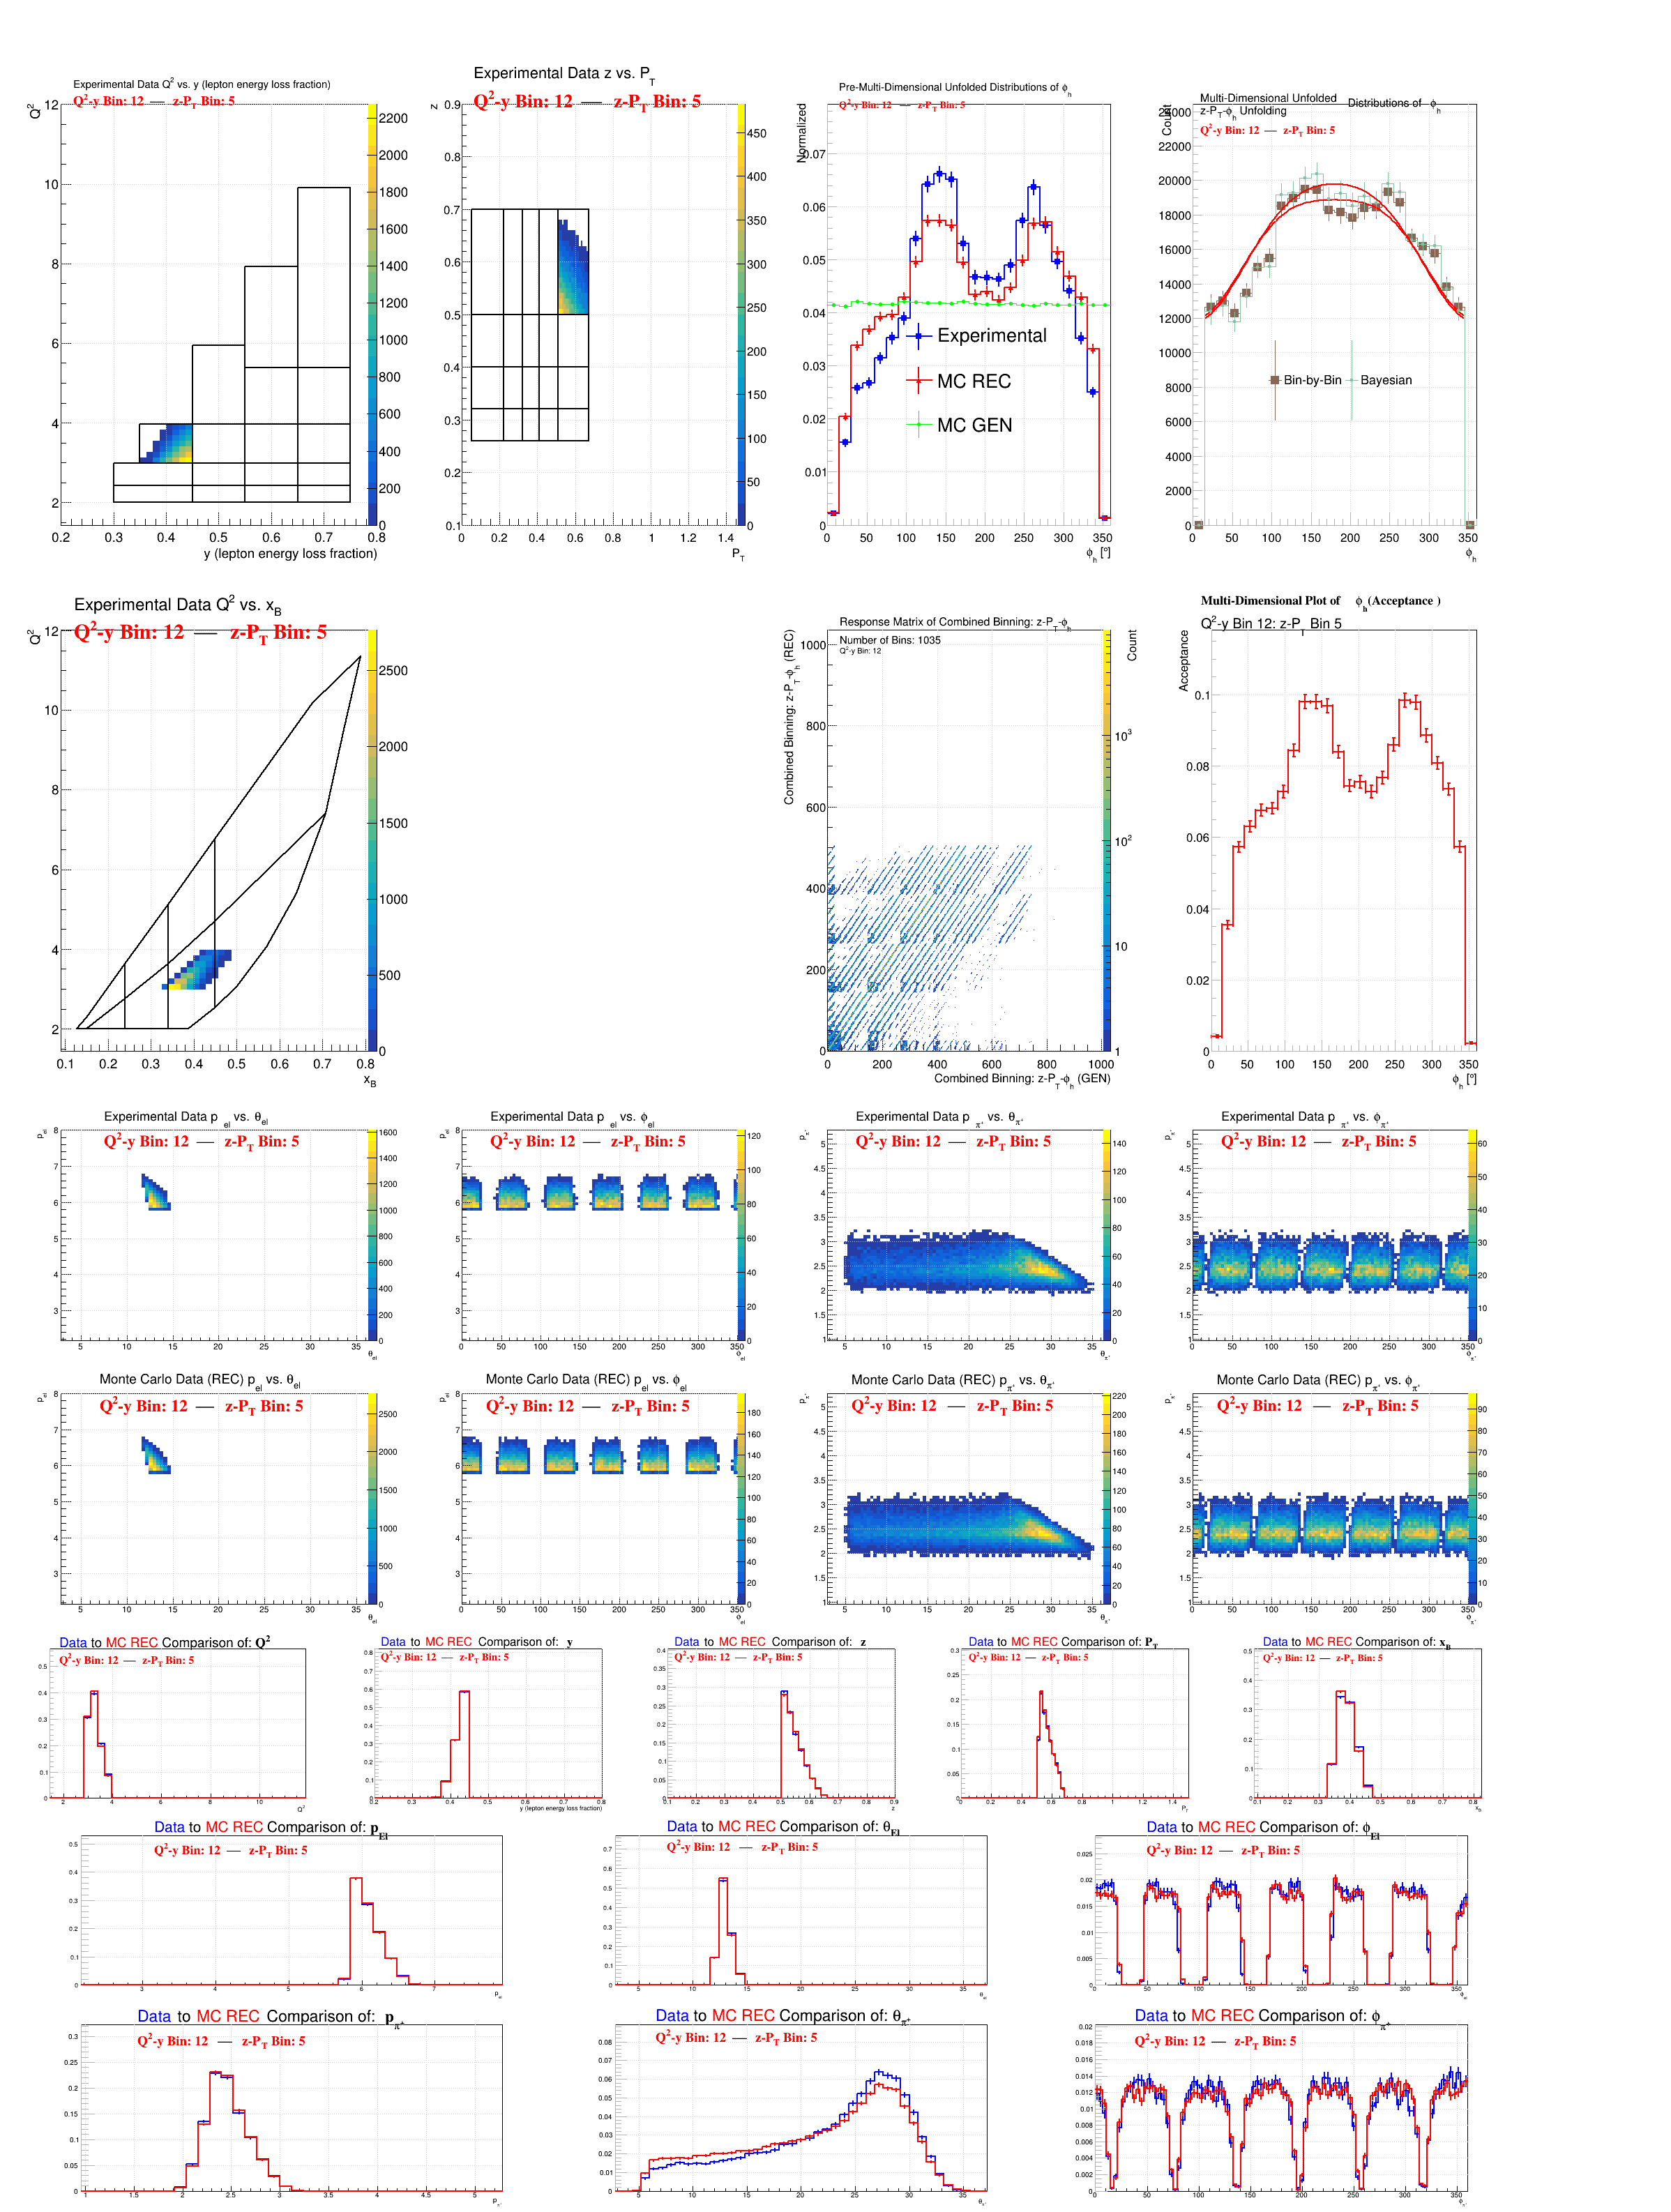 Experimental Data Q² vs. y (lepton energy loss fraction)
Q²-y Bin: 12 — z-P_T Bin: 5
y (lepton energy loss fraction)
Q²
Experimental Data z vs. P_T
Q²-y Bin: 12 — z-P_T Bin: 5
z
P_T
Pre-Multi-Dimensional Unfolded Distributions of ϕ_h
Q²-y Bin: 12 — z-P_T Bin: 5
Normalized
Experimental
MC REC
MC GEN
ϕ_h [°]
Multi-Dimensional Unfolded Distributions of ϕ_h
z-P_T-ϕ_h Unfolding
Q²-y Bin: 12 — z-P_T Bin: 5
Count
Bin-by-Bin
Bayesian
ϕ_h
Experimental Data Q² vs. x_B
Q²-y Bin: 12 — z-P_T Bin: 5
Q²
x_B
Response Matrix of Combined Binning: z-P_T-ϕ_h
Number of Bins: 1035
Q²-y Bin: 12
Combined Binning: z-P_T-ϕ_h (REC)
Combined Binning: z-P_T-ϕ_h (GEN)
Count
Multi-Dimensional Plot of ϕ_h (Acceptance )
Q²-y Bin 12: z-P_T Bin 5
Acceptance
ϕ_h [°]
Experimental Data p_el vs. θ_el
Q²-y Bin: 12 — z-P_T Bin: 5
Experimental Data p_el vs. ϕ_el
Q²-y Bin: 12 — z-P_T Bin: 5
Experimental Data p_π⁺ vs. θ_π⁺
Q²-y Bin: 12 — z-P_T Bin: 5
Experimental Data p_π⁺ vs. ϕ_π⁺
Q²-y Bin: 12 — z-P_T Bin: 5
Monte Carlo Data (REC) p_el vs. θ_el
Q²-y Bin: 12 — z-P_T Bin: 5
Monte Carlo Data (REC) p_el vs. ϕ_el
Q²-y Bin: 12 — z-P_T Bin: 5
Monte Carlo Data (REC) p_π⁺ vs. θ_π⁺
Q²-y Bin: 12 — z-P_T Bin: 5
Monte Carlo Data (REC) p_π⁺ vs. ϕ_π⁺
Q²-y Bin: 12 — z-P_T Bin: 5
Data to MC REC Comparison of: Q²
Q²-y Bin: 12 — z-P_T Bin: 5
Data to MC REC Comparison of: y
Q²-y Bin: 12 — z-P_T Bin: 5
y (lepton energy loss fraction)
Data to MC REC Comparison of: z
Q²-y Bin: 12 — z-P_T Bin: 5
Data to MC REC Comparison of: P_T
Q²-y Bin: 12 — z-P_T Bin: 5
Data to MC REC Comparison of: x_B
Q²-y Bin: 12 — z-P_T Bin: 5
Data to MC REC Comparison of: p_El
Q²-y Bin: 12 — z-P_T Bin: 5
Data to MC REC Comparison of: θ_El
Q²-y Bin: 12 — z-P_T Bin: 5
Data to MC REC Comparison of: ϕ_El
Q²-y Bin: 12 — z-P_T Bin: 5
Data to MC REC Comparison of: p_π⁺
Q²-y Bin: 12 — z-P_T Bin: 5
Data to MC REC Comparison of: θ_π⁺
Q²-y Bin: 12 — z-P_T Bin: 5
Data to MC REC Comparison of: ϕ_π⁺
Q²-y Bin: 12 — z-P_T Bin: 5